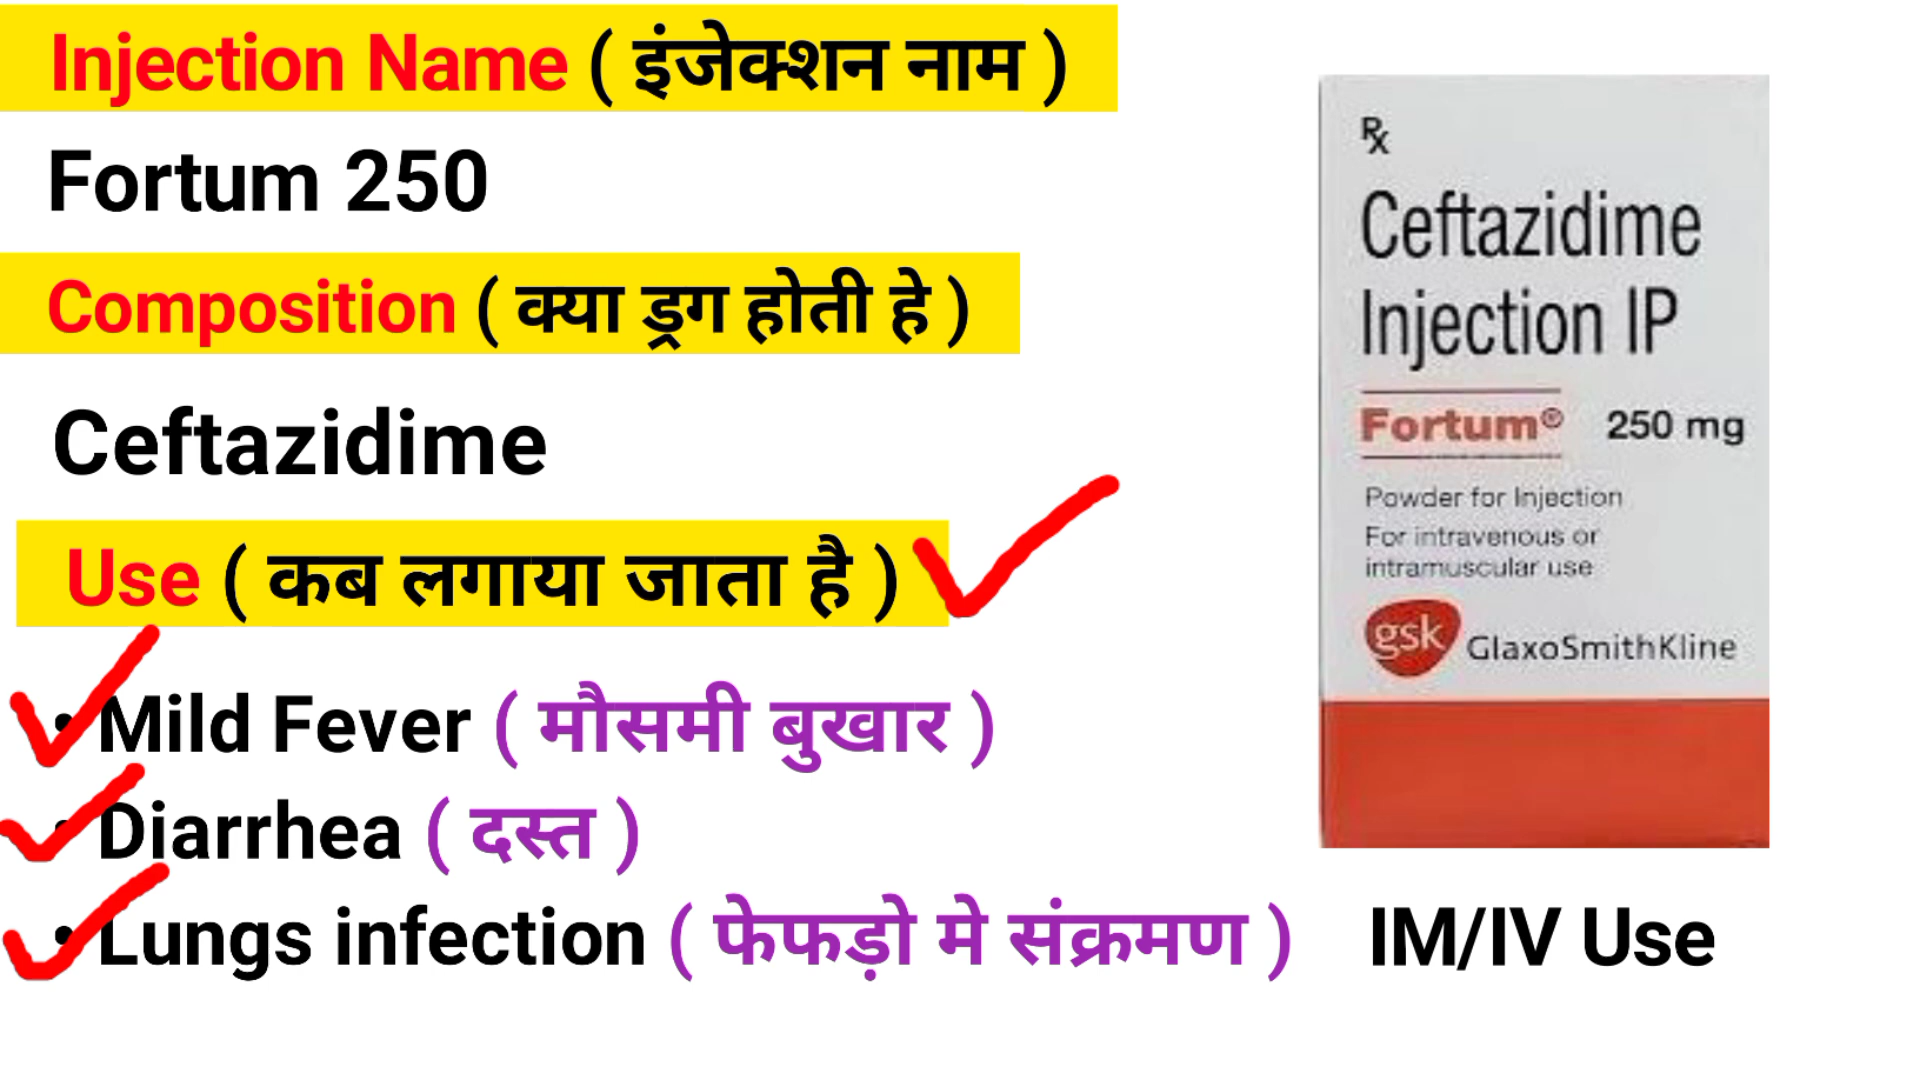 Injection Name ( इंजेक्शन नाम )
Fortum 250
Composition ( क्या ड्रग होती हे )
Ceftazidime
Use ( कब लगाया जाता है )
• Mild Fever ( मौसमी बुखार )
• Diarrhea ( दस्त )
• Lungs infection ( फेफड़ो मे संक्रमण )
IM/IV Use
Rx
Ceftazidime
Injection IP
Fortum® 250 mg
Powder for Injection
For intravenous or
intramuscular use
gsk GlaxoSmithKline